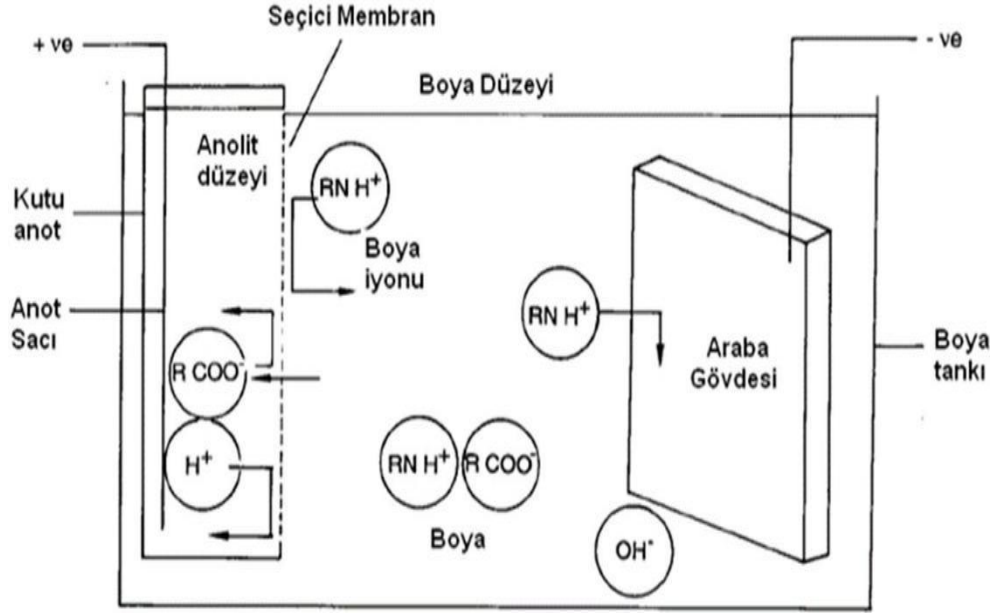 Seçici Membran
+ ve
- ve
Boya Düzeyi
Anolit
düzeyi
RN H⁺
Kutu
anot
Boya
iyonu
Anot
Sacı
RN H⁺
Araba
Gövdesi
Boya
tankı
R COO⁻
H⁺
RN H⁺
R COO⁻
Boya
OH⁻